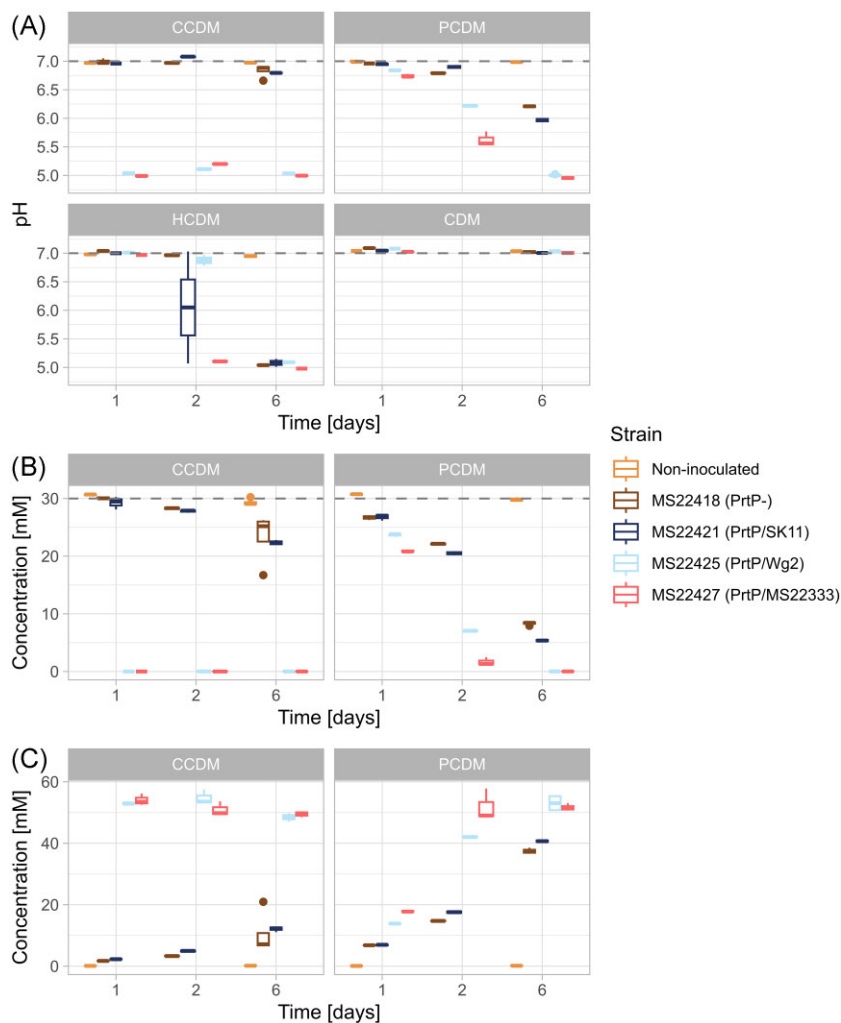 (A)
CCDM
PCDM
7.0
6.5
6.0
5.5
5.0
pH
HCDM
CDM
7.0
6.5
6.0
5.5
5.0
1
2
6
1
2
6
Time [days]
Time [days]
Strain
Non-inoculated
MS22418 (PrtP-)
MS22421 (PrtP/SK11)
MS22425 (PrtP/Wg2)
MS22427 (PrtP/MS22333)
(B)
CCDM
PCDM
Concentration [mM]
30
20
10
0
1
2
6
1
2
6
Time [days]
Time [days]
(C)
CCDM
PCDM
Concentration [mM]
60
40
20
0
1
2
6
1
2
6
Time [days]
Time [days]